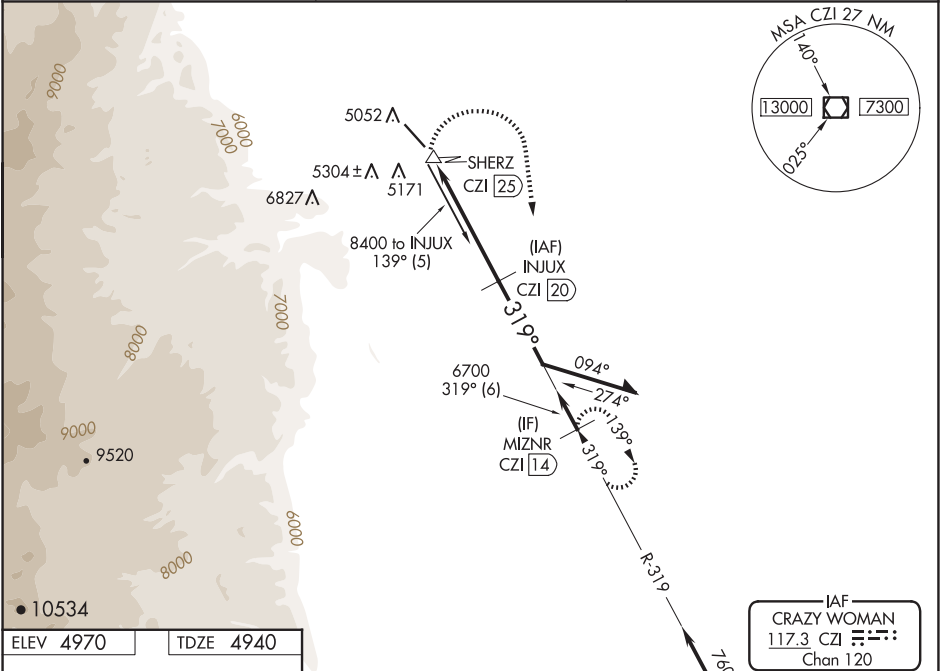 MSA CZI 27 NM
140°
13000
7300
025°
9000
6000
7000
5052
5304±
5171
6827
SHERZ
CZI 25
8400 to INJUX
139° (5)
(IAF)
INJUX
CZI 20
319°
7000
8000
6700
319° (6)
094°
274°
(IF)
MIZNR
CZI 14
139°
319°
9000
9520
6000
8000
R-319
10534
ELEV 4970
TDZE 4940
IAF
CRAZY WOMAN
117.3 CZI
Chan 120